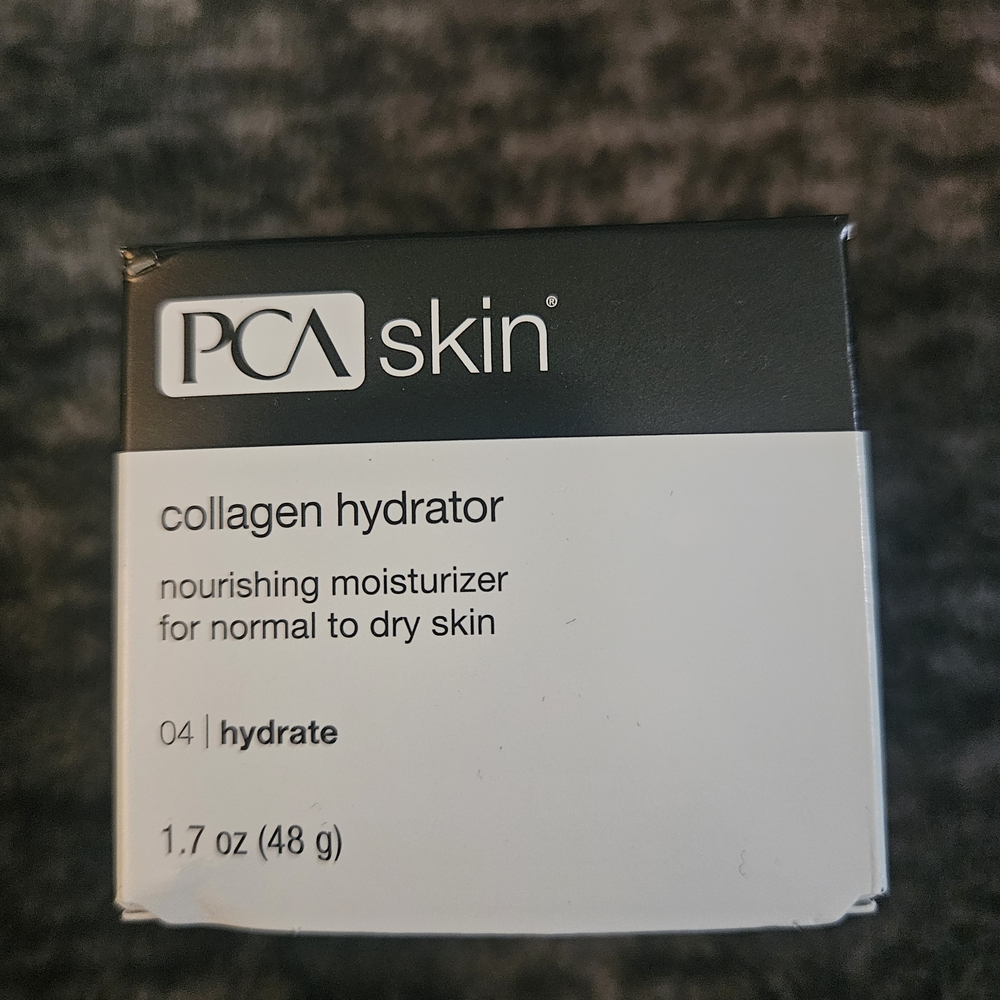 PCA skin®
collagen hydrator
nourishing moisturizer
for normal to dry skin
04 | hydrate
1.7 oz (48 g)